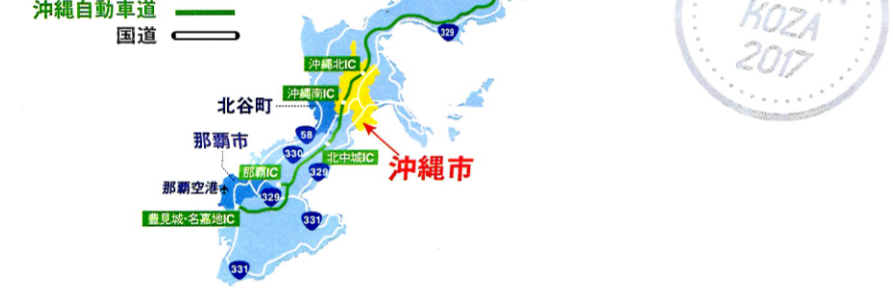 沖縄自動車道
国道
329
沖縄北IC
沖縄南IC
北谷町
58
那覇市
330
北中城IC
沖縄市
那覇IC
329
那覇空港
329
豊見城・名嘉地IC
331
331
KOZA
2017